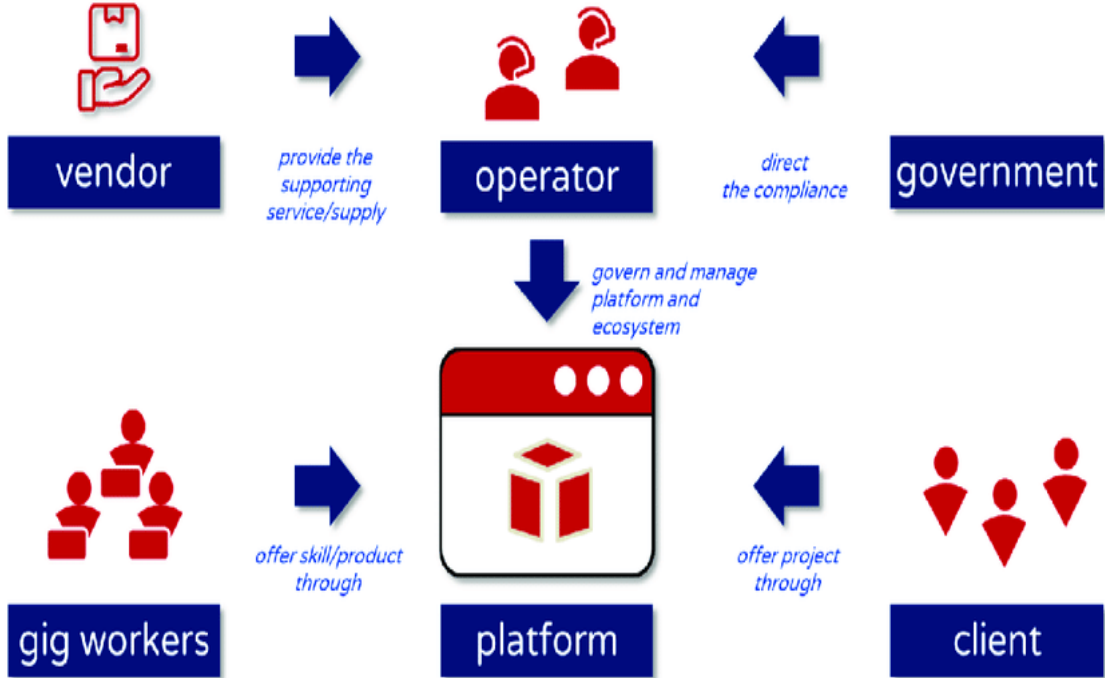 vendor
provide the
supporting
service/supply
operator
direct
the compliance
government
govern and manage
platform and
ecosystem
gig workers
offer skill/product
through
platform
offer project
through
client